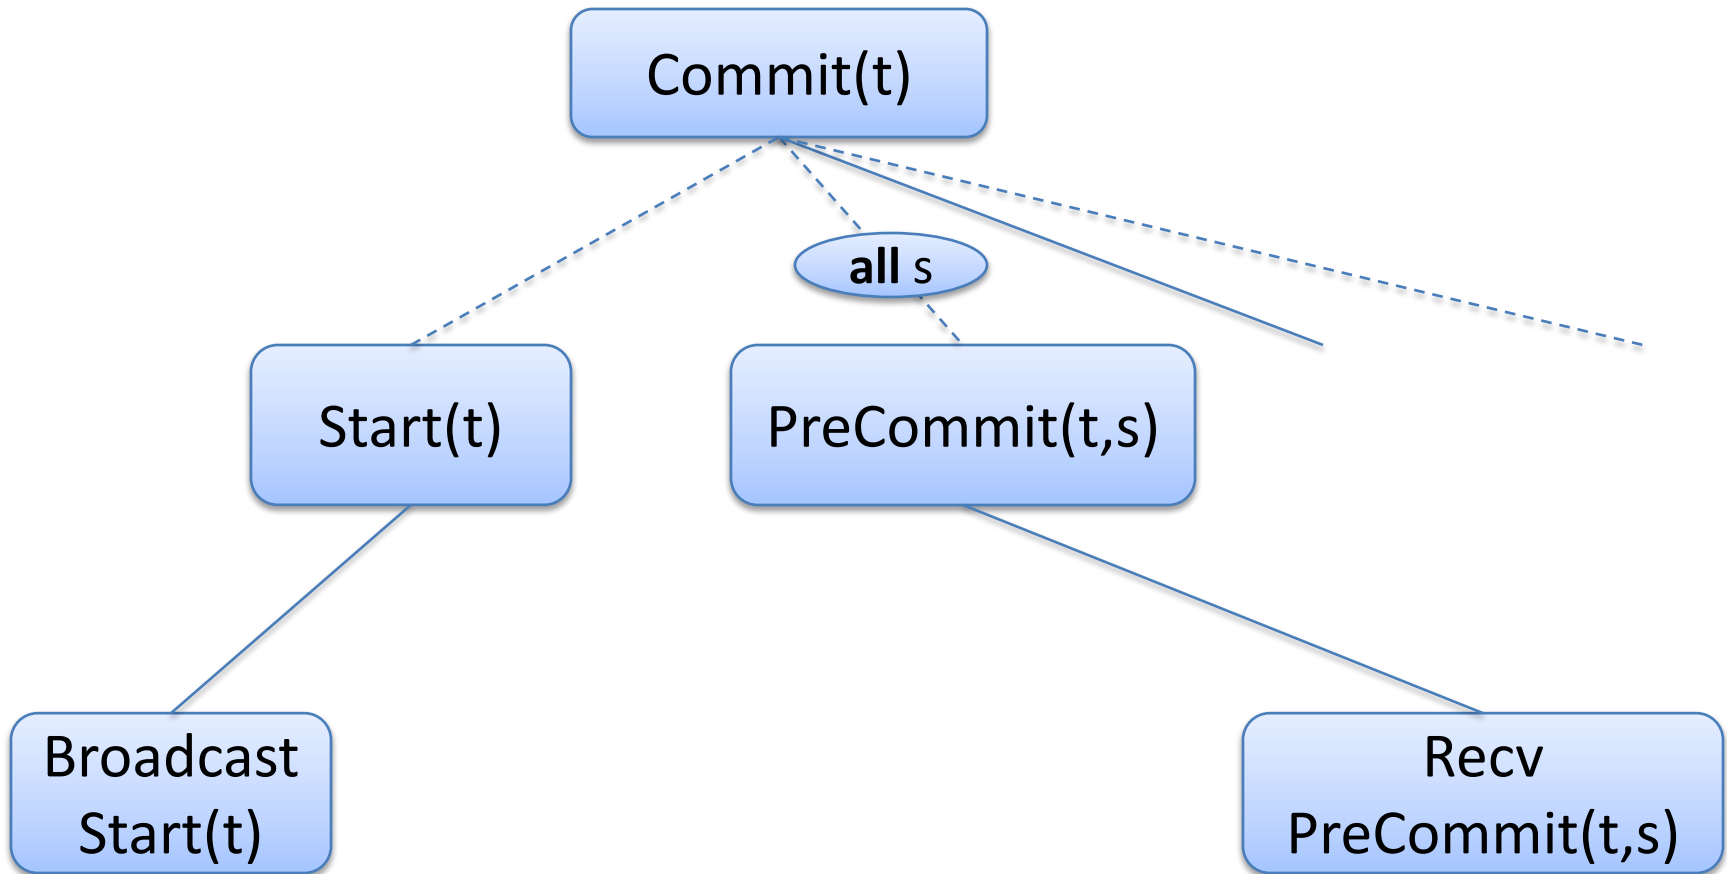 Commit(t)
all s
Start(t)
PreCommit(t,s)
Broadcast
Start(t)
Recv
PreCommit(t,s)